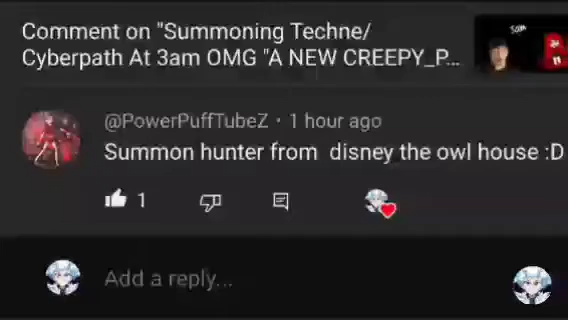 Comment on "Summoning Techne/
Cyberpath At 3am OMG "A NEW CREEPY_P...
@PowerPuffTubeZ · 1 hour ago
Summon hunter from disney the owl house :D
1
Add a reply...